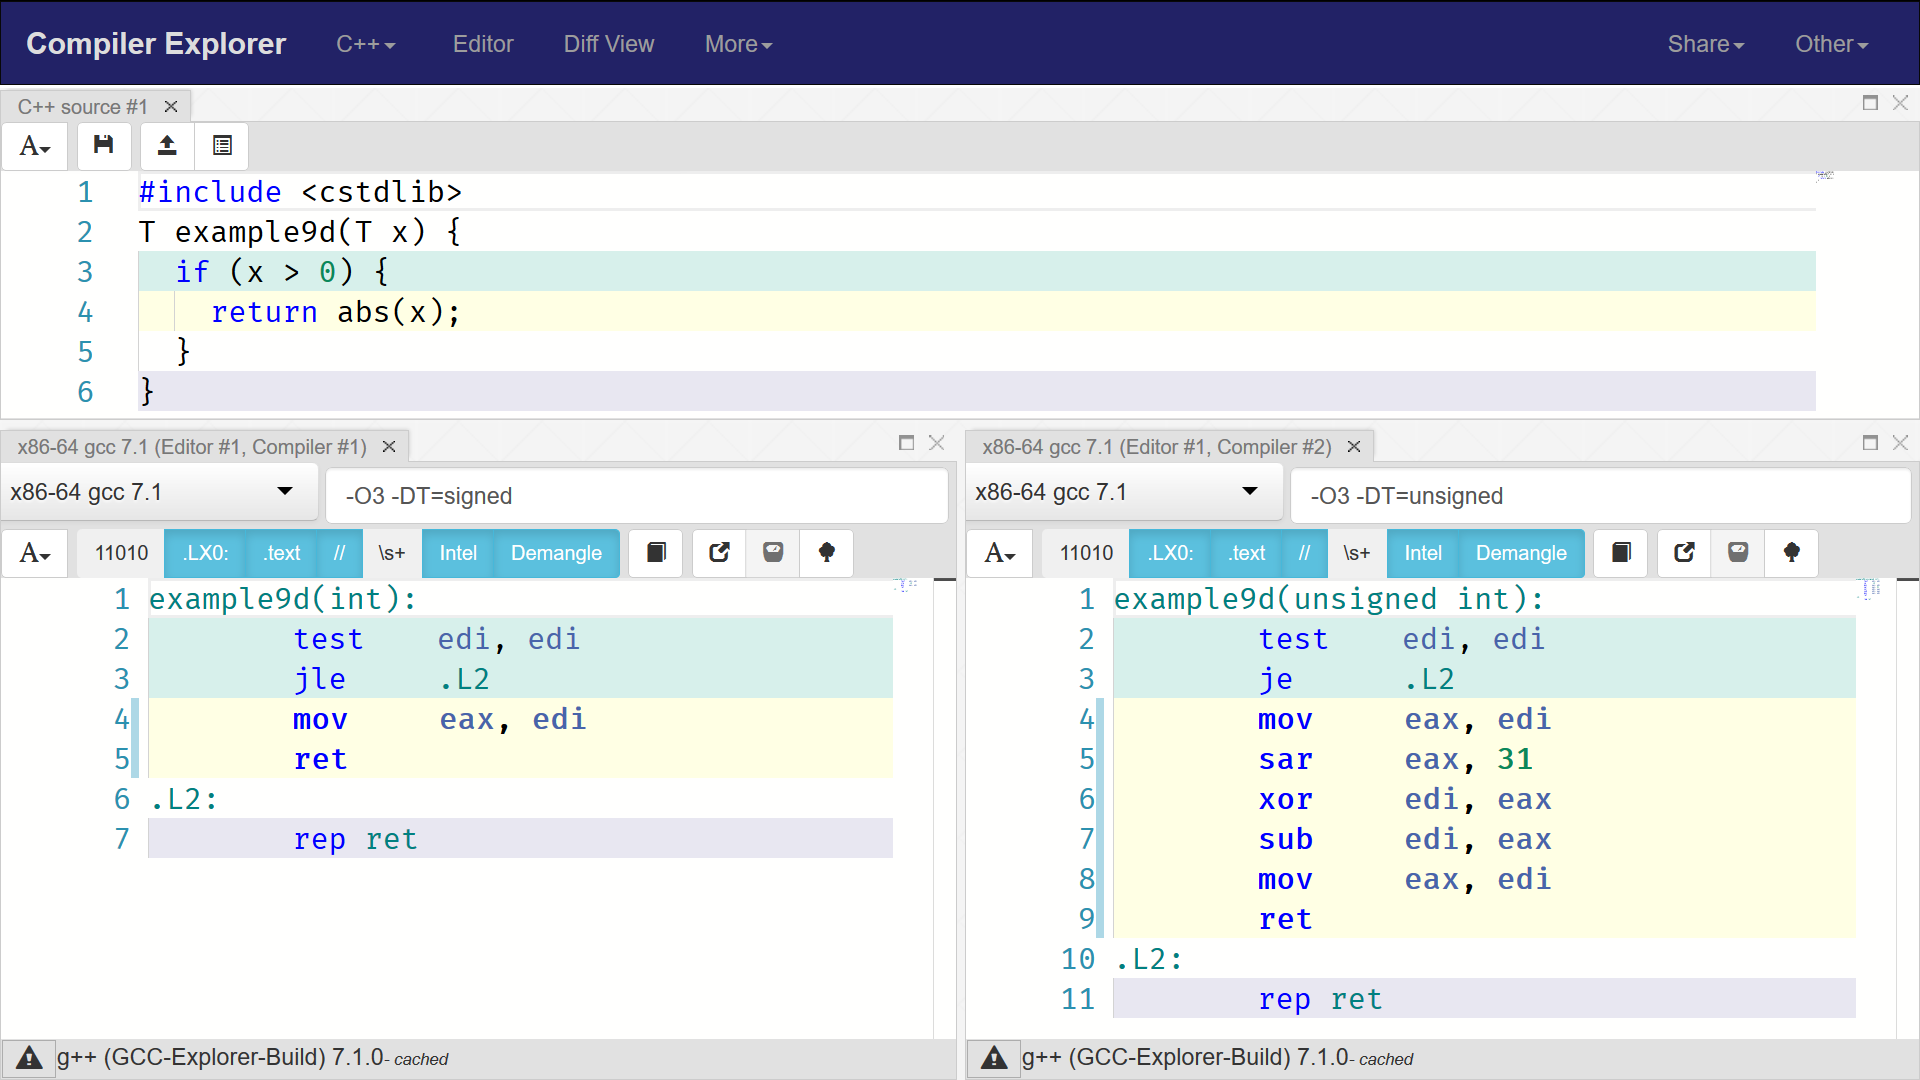 Compiler Explorer C++ Editor Diff View More Share Other
C++ source #1
A
1 #include <cstdlib>
2 T example9d(T x) {
3 if (x > 0) {
4 return abs(x);
5 }
6 }
x86-64 gcc 7.1 (Editor #1, Compiler #1)
x86-64 gcc 7.1 -O3 -DT=signed
A 11010 .LX0: .text // \s+ Intel Demangle
1 example9d(int):
2 test edi, edi
3 jle .L2
4 mov eax, edi
5 ret
6 .L2:
7 rep ret
g++ (GCC-Explorer-Build) 7.1.0- cached
x86-64 gcc 7.1 (Editor #1, Compiler #2)
x86-64 gcc 7.1 -O3 -DT=unsigned
A 11010 .LX0: .text // \s+ Intel Demangle
1 example9d(unsigned int):
2 test edi, edi
3 je .L2
4 mov eax, edi
5 sar eax, 31
6 xor edi, eax
7 sub edi, eax
8 mov eax, edi
9 ret
10 .L2:
11 rep ret
g++ (GCC-Explorer-Build) 7.1.0- cached